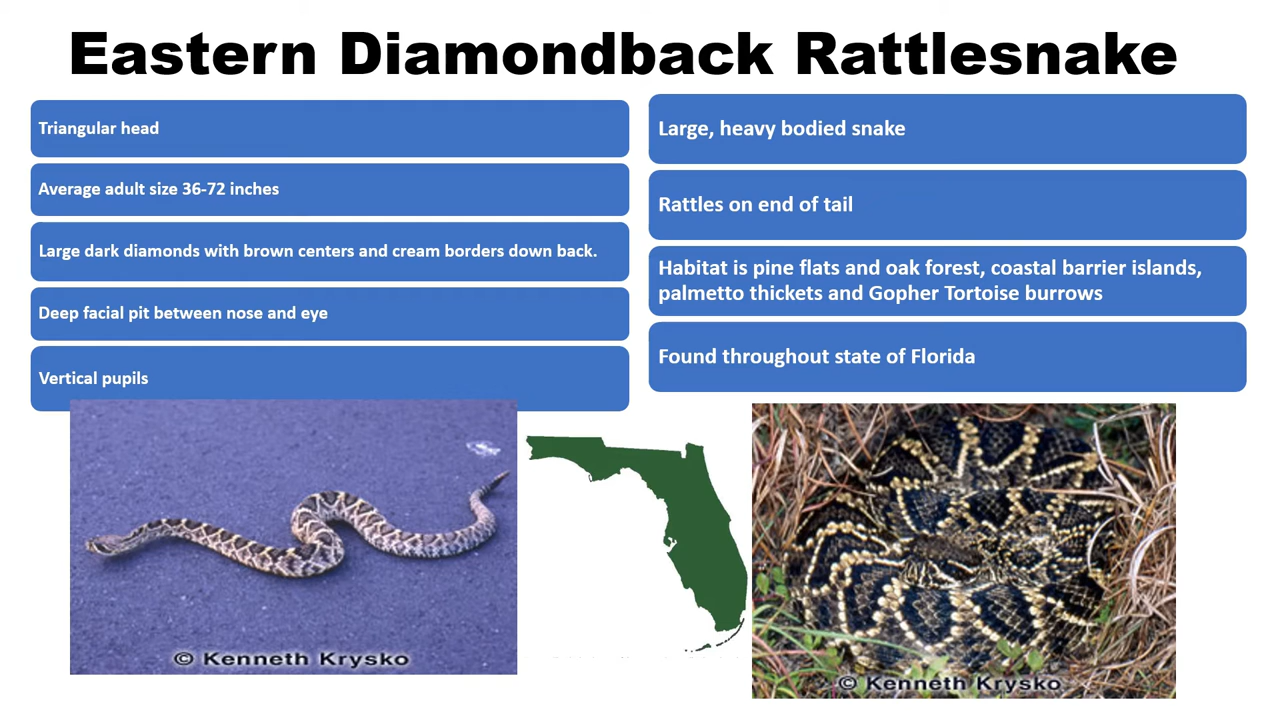 Eastern Diamondback Rattlesnake
Triangular head
Average adult size 36-72 inches
Large dark diamonds with brown centers and cream borders down back.
Deep facial pit between nose and eye
Vertical pupils
Large, heavy bodied snake
Rattles on end of tail
Habitat is pine flats and oak forest, coastal barrier islands,
palmetto thickets and Gopher Tortoise burrows
Found throughout state of Florida
© Kenneth Krysko
© Kenneth Krysko